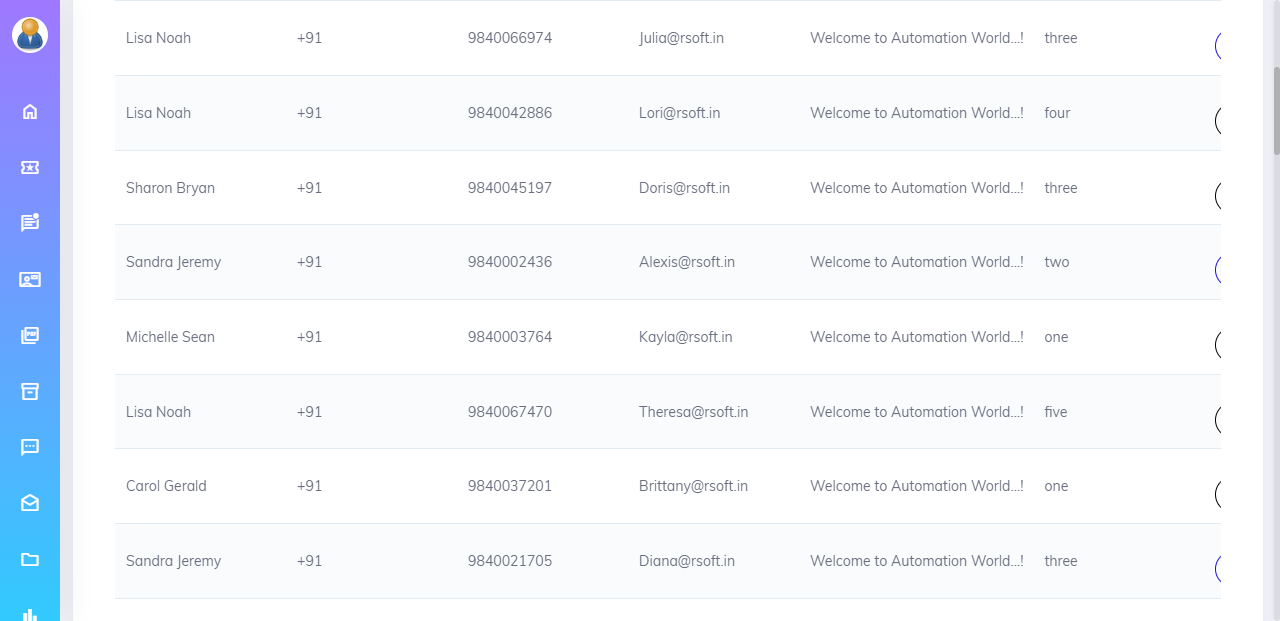 Lisa Noah +91 9840066974 Julia@rsoft.in Welcome to Automation World...! three
Lisa Noah +91 9840042886 Lori@rsoft.in Welcome to Automation World...! four
Sharon Bryan +91 9840045197 Doris@rsoft.in Welcome to Automation World...! three
Sandra Jeremy +91 9840002436 Alexis@rsoft.in Welcome to Automation World...! two
Michelle Sean +91 9840003764 Kayla@rsoft.in Welcome to Automation World...! one
Lisa Noah +91 9840067470 Theresa@rsoft.in Welcome to Automation World...! five
Carol Gerald +91 9840037201 Brittany@rsoft.in Welcome to Automation World...! one
Sandra Jeremy +91 9840021705 Diana@rsoft.in Welcome to Automation World...! three